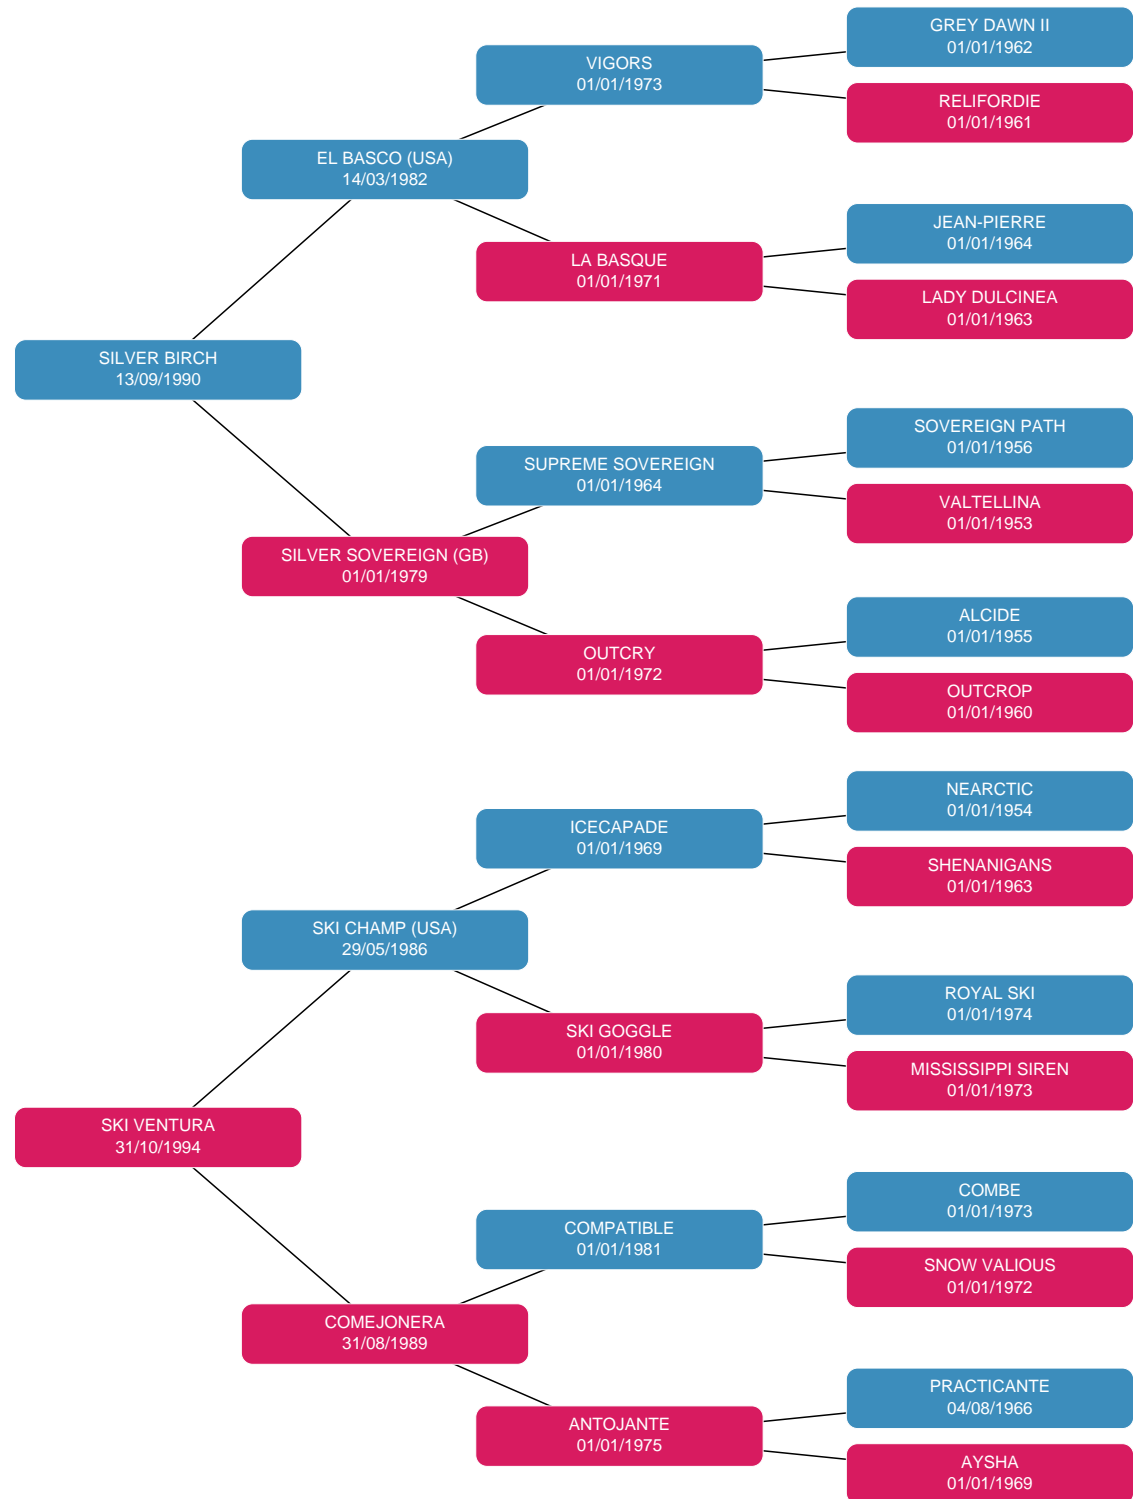 GREY DAWN II
01/01/1962
VIGORS
01/01/1973
RELIFORDIE
01/01/1961
EL BASCO (USA)
14/03/1982
JEAN-PIERRE
01/01/1964
LA BASQUE
01/01/1971
LADY DULCINEA
01/01/1963
SILVER BIRCH
13/09/1990
SOVEREIGN PATH
01/01/1956
SUPREME SOVEREIGN
01/01/1964
VALTELLINA
01/01/1953
SILVER SOVEREIGN (GB)
01/01/1979
ALCIDE
01/01/1955
OUTCRY
01/01/1972
OUTCROP
01/01/1960
NEARCTIC
01/01/1954
ICECAPADE
01/01/1969
SHENANIGANS
01/01/1963
SKI CHAMP (USA)
29/05/1986
ROYAL SKI
01/01/1974
SKI GOGGLE
01/01/1980
MISSISSIPPI SIREN
01/01/1973
SKI VENTURA
31/10/1994
COMBE
01/01/1973
COMPATIBLE
01/01/1981
SNOW VALIOUS
01/01/1972
COMEJONERA
31/08/1989
PRACTICANTE
04/08/1966
ANTOJANTE
01/01/1975
AYSHA
01/01/1969